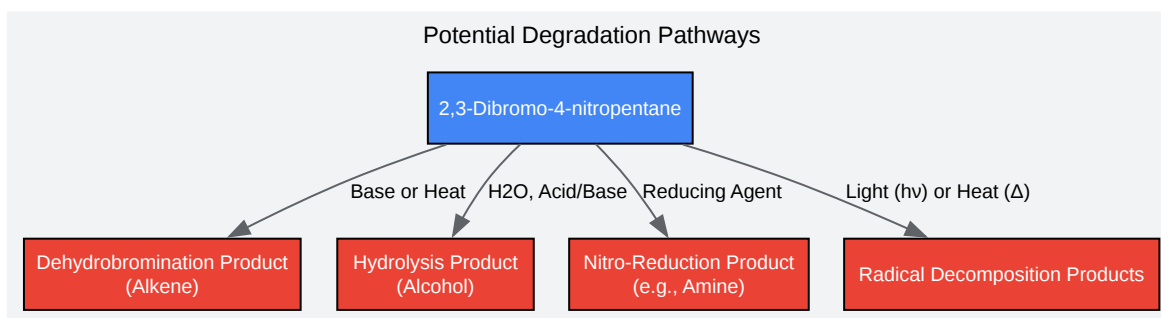 Potential Degradation Pathways
2,3-Dibromo-4-nitropentane
Base or Heat
H2O, Acid/Base
Reducing Agent
Light (hν) or Heat (Δ)
Dehydrobromination Product
(Alkene)
Hydrolysis Product
(Alcohol)
Nitro-Reduction Product
(e.g., Amine)
Radical Decomposition Products